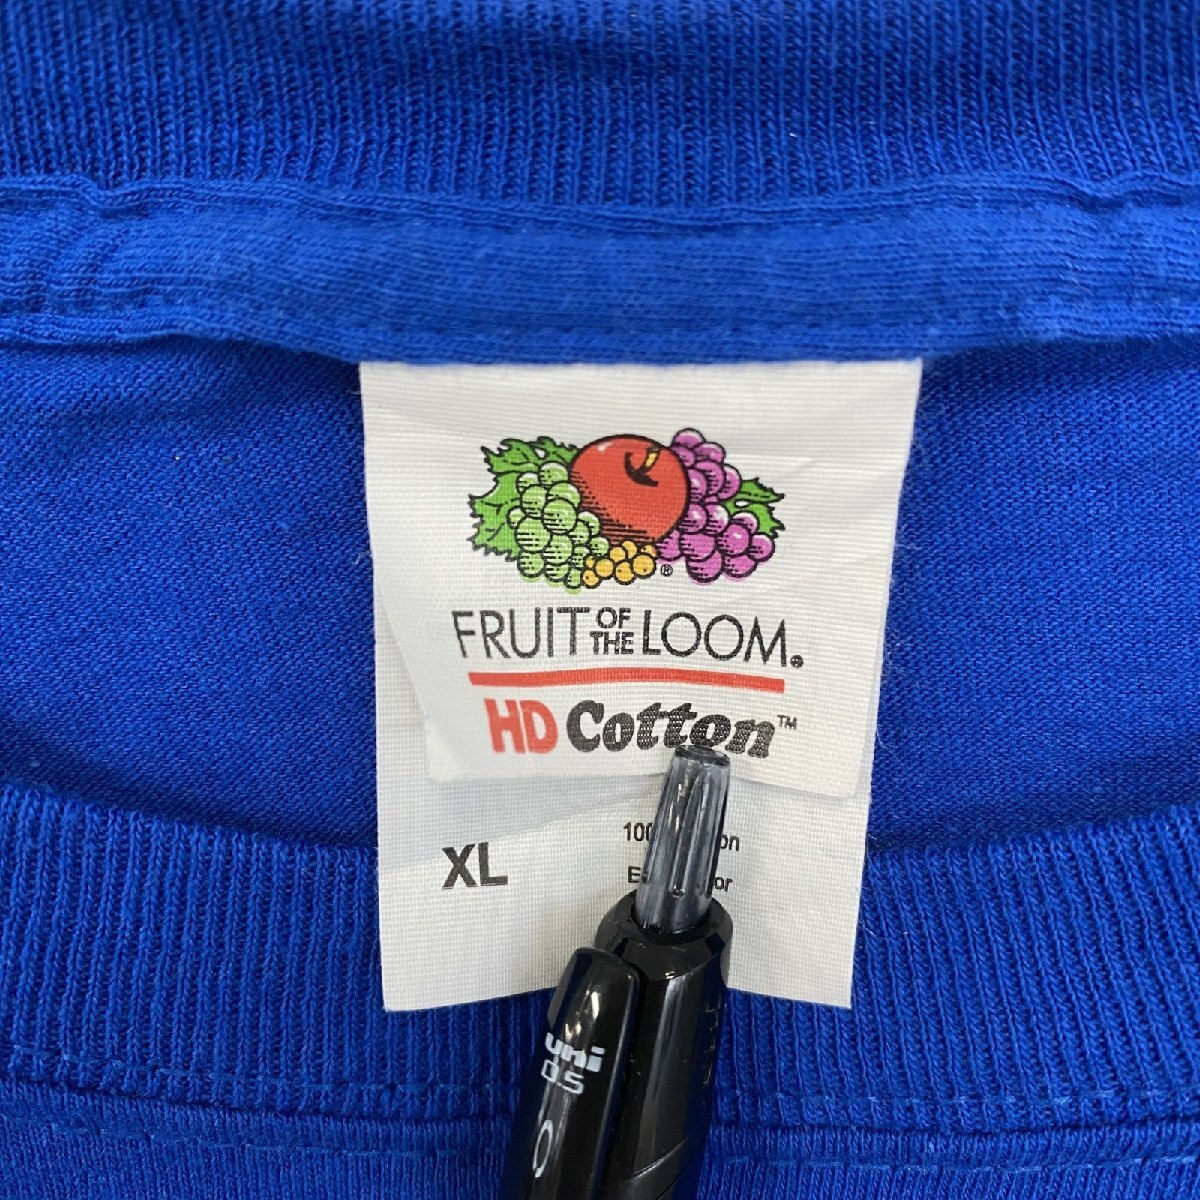 ®
FRUIT OF THE LOOM®
HD Cotton™
XL
uni
0.5